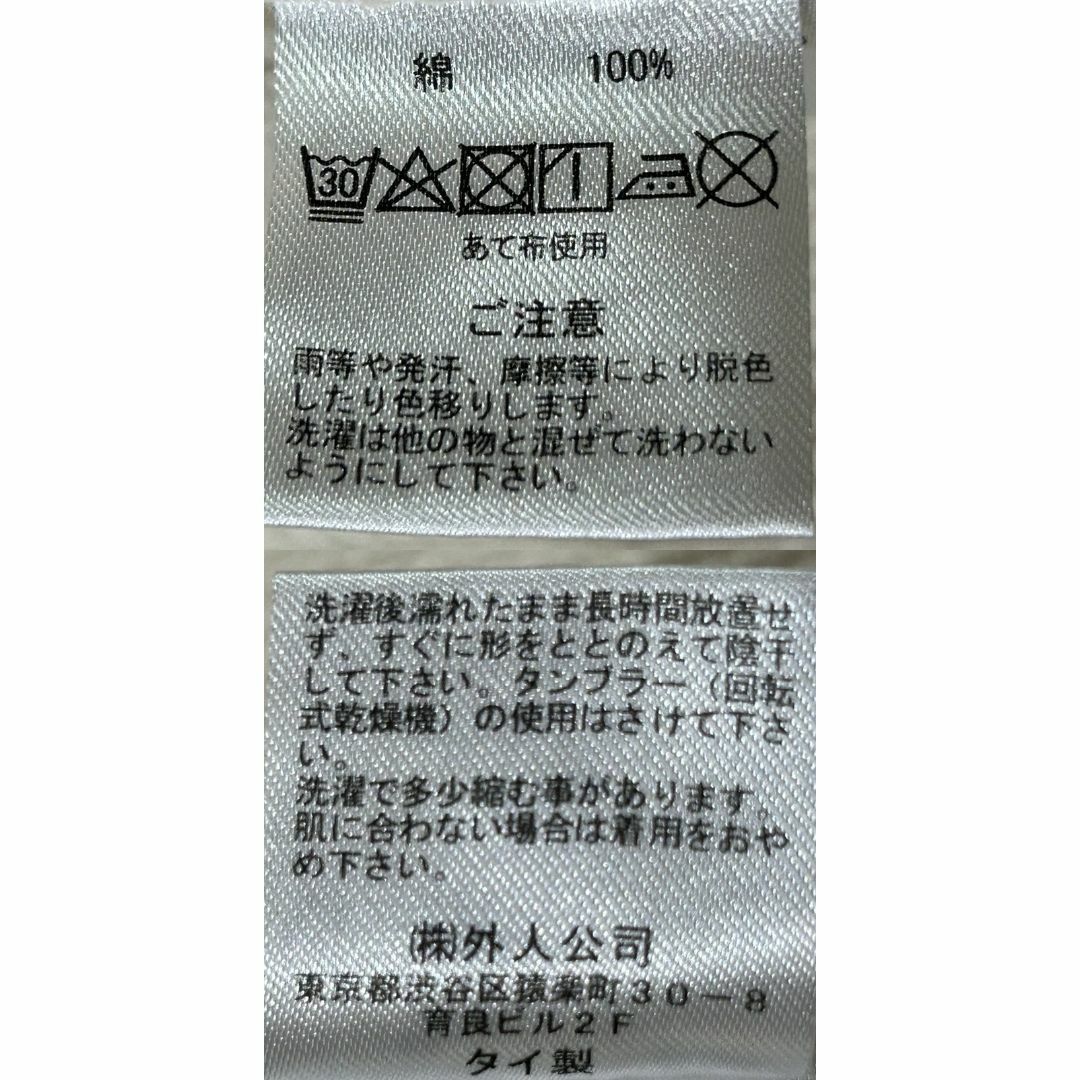 綿 100%
30
あて布使用
ご注意
雨等や発汗、摩擦等により脱色
したり色移りします。
洗濯は他の物と混ぜて洗わない
ようにして下さい。
洗濯後濡れたまま長時間放置せ
ず、すぐに形をととのえて陰干
して下さい。タンブラー（回転
式乾燥機）の使用はさけて下さ
い。
洗濯で多少縮む事があります。
肌に合わない場合は着用をおや
め下さい。
㈱外人公司
東京都渋谷区猿楽町30-8
育良ビル2F
タイ製